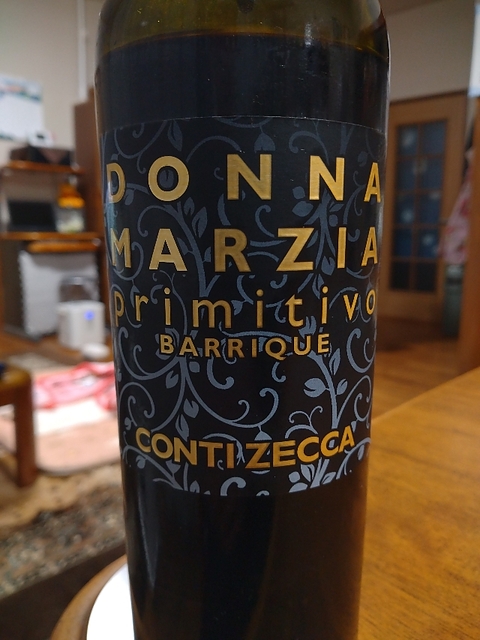 DONNA
MARZIA
primitivo
BARRIQUE
CONTI ZECCA